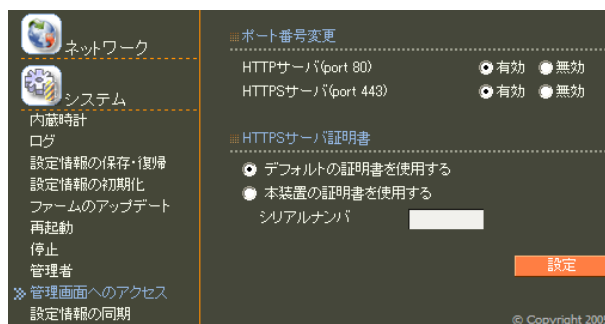 ネットワーク
システム
内蔵時計
ログ
設定情報の保存・復帰
設定情報の初期化
ファームのアップデート
再起動
停止
管理者
管理画面へのアクセス
設定情報の同期
ポート番号変更
HTTPサーバ(port 80) 有効 無効
HTTPSサーバ(port 443) 有効 無効
HTTPSサーバ証明書
デフォルトの証明書を使用する
本装置の証明書を使用する
シリアルナンバ
設定
© Copyright 2005